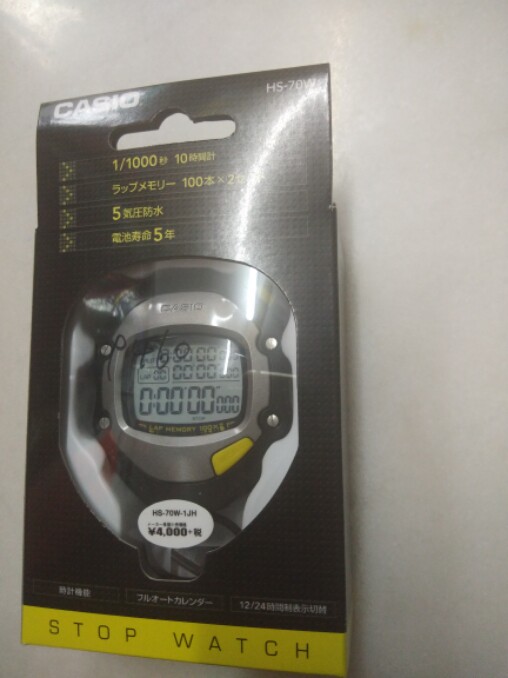 CASIO
HS-70W
1/1000秒 10時間計
ラップメモリー 100本×2
5気圧防水
電池寿命5年
CASIO
LAP MEMORY
HS-70W-1JH
¥4,000+税
時計機能
フルオートカレンダー
12/24時間制表示切替
STOP WATCH